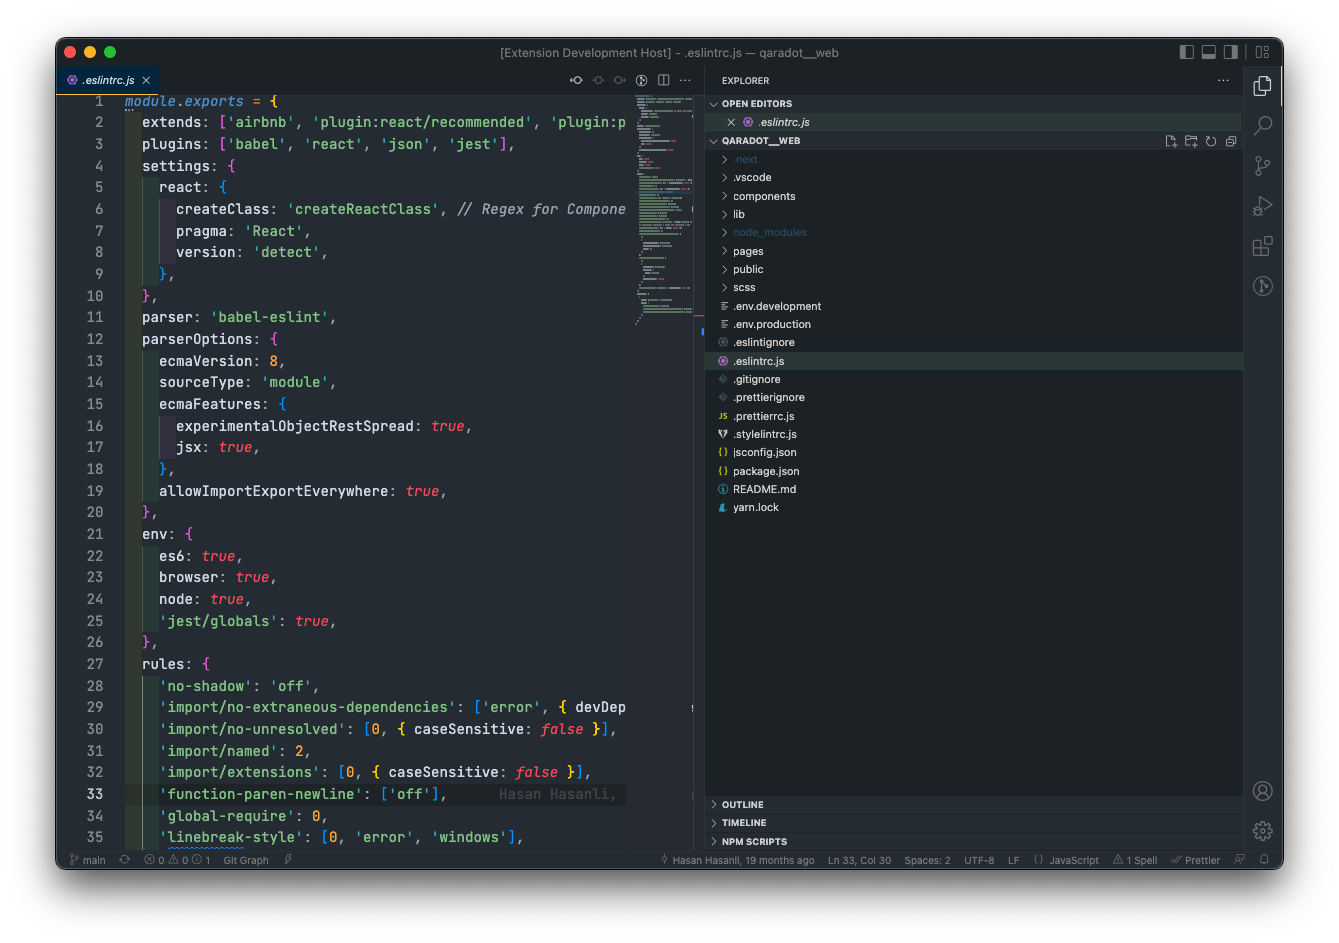 [Extension Development Host] - .eslintrc.js — qaradot__web
.eslintrc.js
1 module.exports = {
2 extends: ['airbnb', 'plugin:react/recommended', 'plugin:p
3 plugins: ['babel', 'react', 'json', 'jest'],
4 settings: {
5 react: {
6 createClass: 'createReactClass', // Regex for Compone
7 pragma: 'React',
8 version: 'detect',
9 },
10 },
11 parser: 'babel-eslint',
12 parserOptions: {
13 ecmaVersion: 8,
14 sourceType: 'module',
15 ecmaFeatures: {
16 experimentalObjectRestSpread: true,
17 jsx: true,
18 },
19 allowImportExportEverywhere: true,
20 },
21 env: {
22 es6: true,
23 browser: true,
24 node: true,
25 'jest/globals': true,
26 },
27 rules: {
28 'no-shadow': 'off',
29 'import/no-extraneous-dependencies': ['error', { devDep
30 'import/no-unresolved': [0, { caseSensitive: false }],
31 'import/named': 2,
32 'import/extensions': [0, { caseSensitive: false }],
33 'function-paren-newline': ['off'], Hasan Hasanli,
34 'global-require': 0,
35 'linebreak-style': [0, 'error', 'windows'],
EXPLORER
OPEN EDITORS
.eslintrc.js
QARADOT__WEB
.next
.vscode
components
lib
node_modules
pages
public
scss
.env.development
.env.production
.eslintignore
.eslintrc.js
.gitignore
.prettierignore
JS .prettierrc.js
.stylelintrc.js
{} jsconfig.json
{} package.json
README.md
yarn.lock
OUTLINE
TIMELINE
NPM SCRIPTS
main 0 0 1 Git Graph Hasan Hasanli, 19 months ago Ln 33, Col 30 Spaces: 2 UTF-8 LF {} JavaScript 1 Spell Prettier